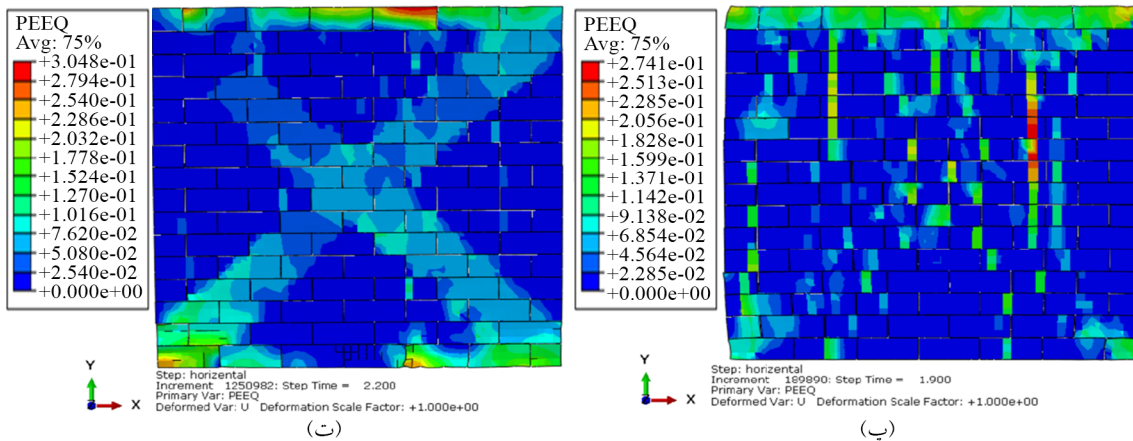 PEEQ
Avg: 75%
+3.048e-01
+2.794e-01
+2.540e-01
+2.286e-01
+2.032e-01
+1.778e-01
+1.524e-01
+1.270e-01
+1.016e-01
+7.620e-02
+5.080e-02
+2.540e-02
+0.000e+00
Y
X
Step: horizental
Increment 1250982: Step Time = 2.200
Primary Var: PEEQ
Deformed Var: U Deformation Scale Factor: +1.000e+00
(ت)
PEEQ
Avg: 75%
+2.741e-01
+2.513e-01
+2.285e-01
+2.056e-01
+1.828e-01
+1.599e-01
+1.371e-01
+1.142e-01
+9.138e-02
+6.854e-02
+4.564e-02
+2.285e-02
+0.000e+00
Y
X
Step: horizental
Increment 189890: Step Time = 1.900
Primary Var: PEEQ
Deformed Var: U Deformation Scale Factor: +1.000e+00
(پ)